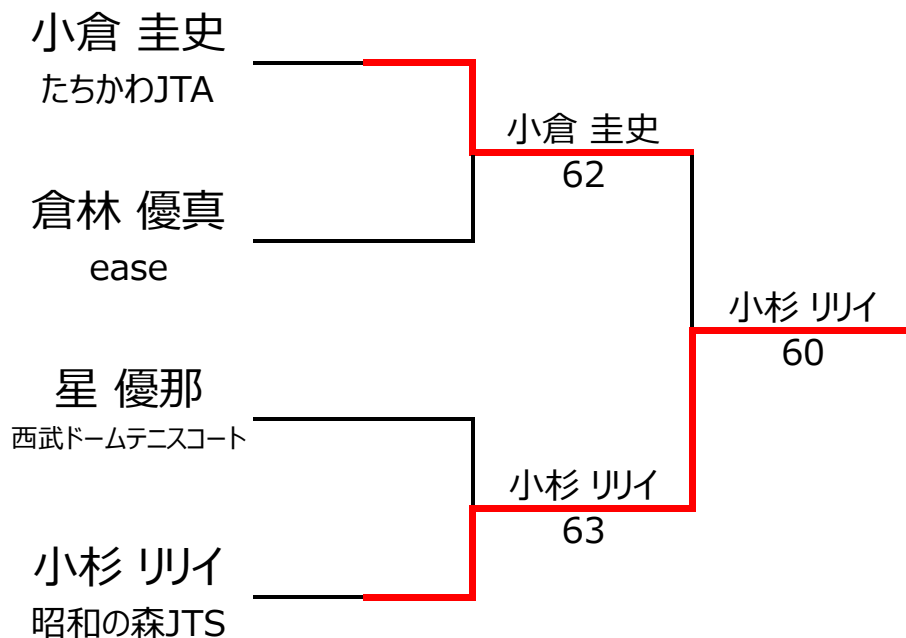 小倉 圭史
たちかわJTA
倉林 優真
ease
星 優那
西武ドームテニスコート
小杉 リリイ
昭和の森JTS
小倉 圭史
62
小杉 リリイ
63
小杉 リリイ
60